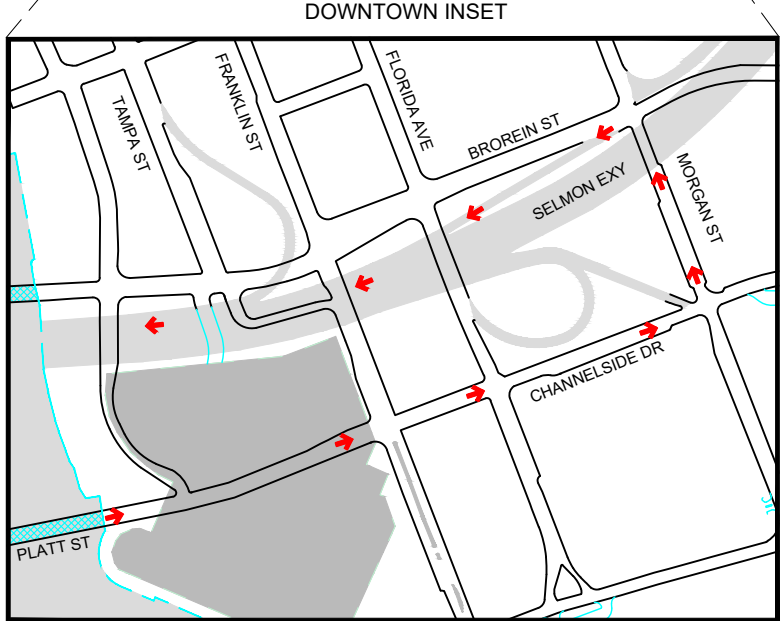 DOWNTOWN INSET
TAMPA ST
FRANKLIN ST
FLORIDA AVE
BROREIN ST
SELMON EXY
MORGAN ST
CHANNELSIDE DR
PLATT ST